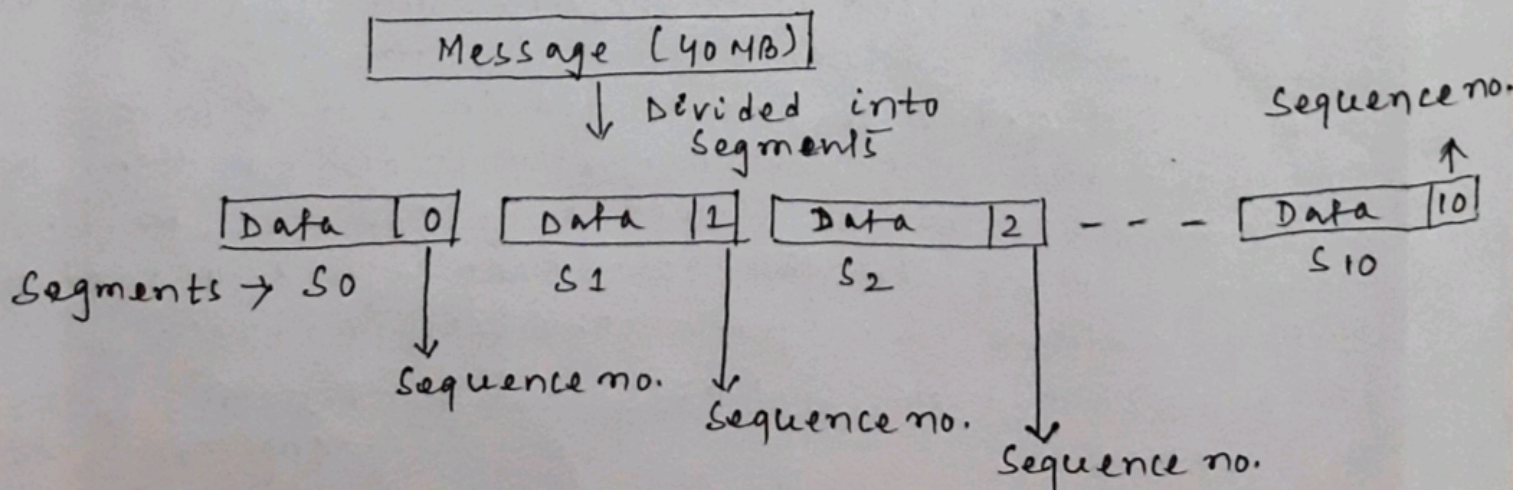 Message (40 MB)
Divided into
Segments
Sequence no.
Data 0 Data 1 Data 2 - - - Data 10
Segments → S0 S1 S2 S10
Sequence no.
Sequence no.
Sequence no.